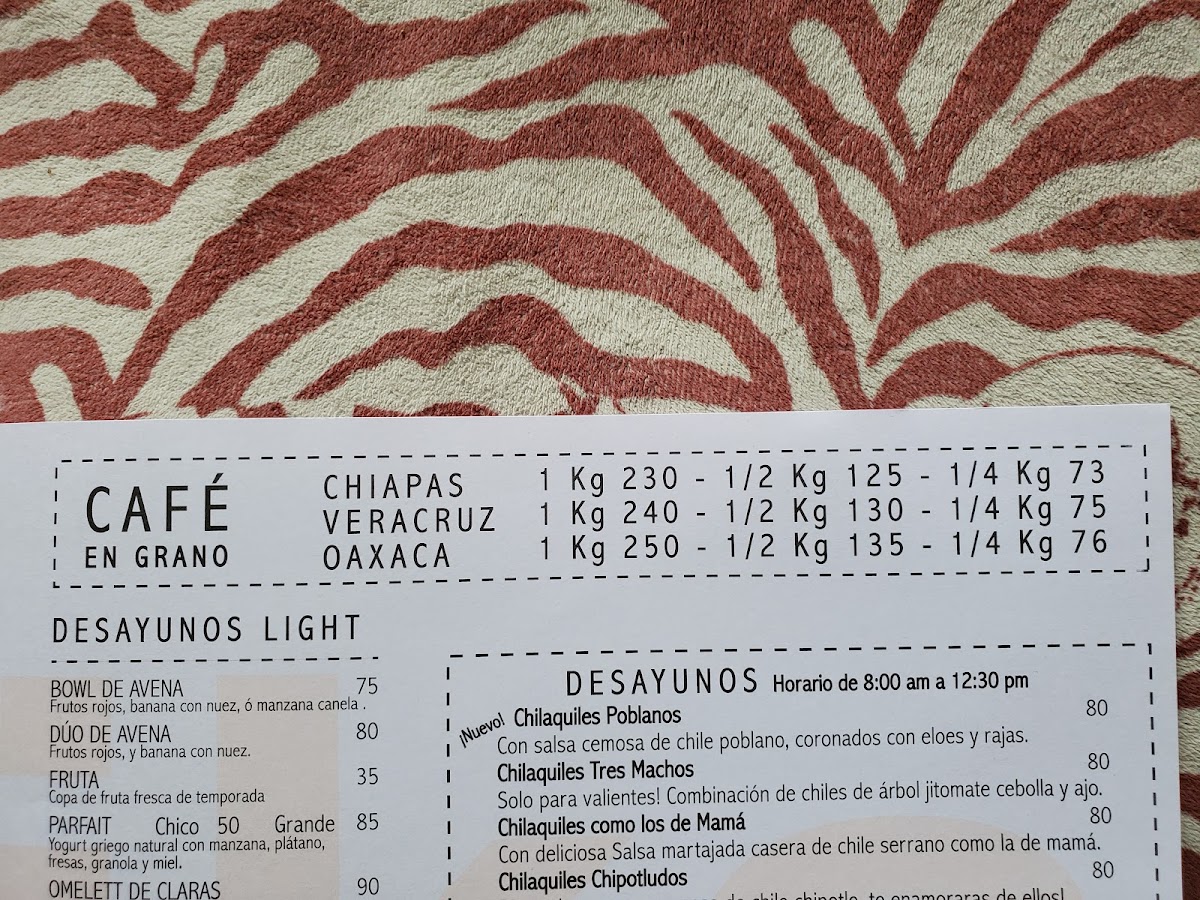 CAFÉ
EN GRANO
CHIAPAS 1 Kg 230 - 1/2 Kg 125 - 1/4 Kg 73
VERACRUZ 1 Kg 240 - 1/2 Kg 130 - 1/4 Kg 75
OAXACA 1 Kg 250 - 1/2 Kg 135 - 1/4 Kg 76
DESAYUNOS LIGHT
BOWL DE AVENA 75
Frutos rojos, banana con nuez, ó manzana canela .
DÚO DE AVENA 80
Frutos rojos, y banana con nuez.
FRUTA 35
Copa de fruta fresca de temporada
PARFAIT Chico 50 Grande 85
Yogurt griego natural con manzana, plátano,
fresas, granola y miel.
OMELETT DE CLARAS 90
DESAYUNOS Horario de 8:00 am a 12:30 pm
¡Nuevo! Chilaquiles Poblanos 80
Con salsa cemosa de chile poblano, coronados con eloes y rajas.
Chilaquiles Tres Machos 80
Solo para valientes! Combinación de chiles de árbol jitomate cebolla y ajo.
Chilaquiles como los de Mamá 80
Con deliciosa Salsa martajada casera de chile serrano como la de mamá.
Chilaquiles Chipotludos 80
de chile chipotle, te enamoraras de ellos!